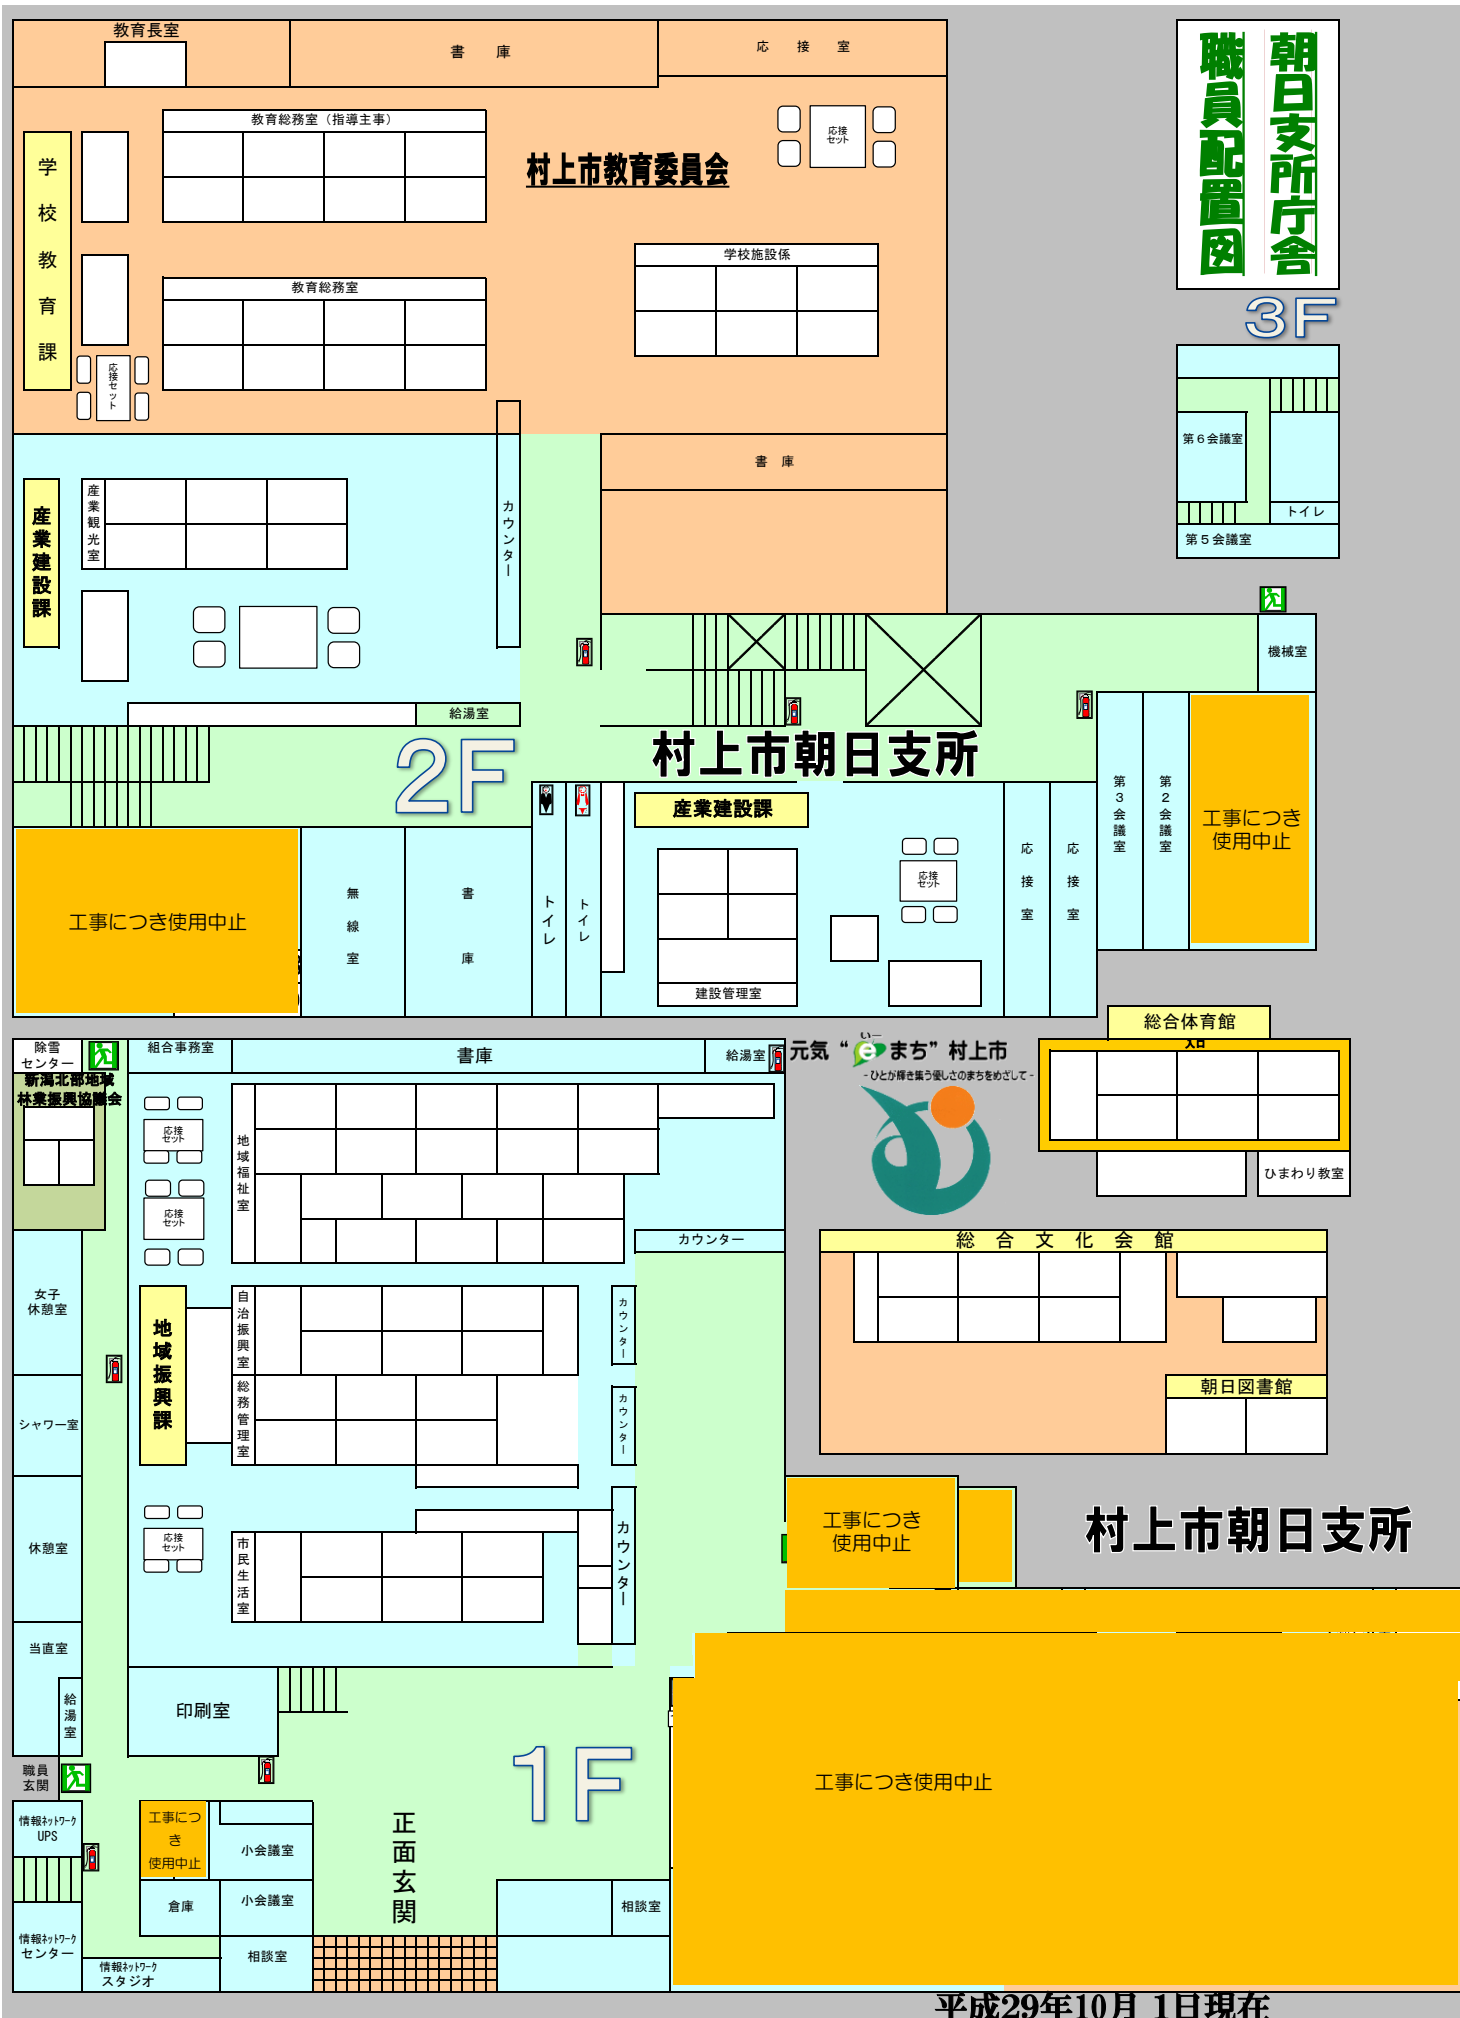 朝日支所庁舎
職員配置図
3F
第６会議室
トイレ
第５会議室
教育長室
書　庫
応　接　室
学校教育課
教育総務室（指導主事）
村上市教育委員会
応接
セット
学校施設係
教育総務室
応接セット
書　庫
産業建設課
産業観光室
カウンター
機械室
給湯室
2F
村上市朝日支所
工事につき使用中止
無線室
書庫
トイレ
トイレ
産業建設課
建設管理室
応接
セット
応接室
応接室
第３会議室
第２会議室
工事につき
使用中止
除雪
センター
新潟北部地域
林業振興協議会
組合事務室
書庫
給湯室
元気“eまち”村上市
- ひとが輝き集う優しさのまちをめざして -
総合体育館
ひまわり教室
総合文化会館
朝日図書館
応接
セット
応接
セット
地域福祉室
カウンター
女子
休憩室
地域振興課
自治振興室
総務管理室
カウンター
カウンター
シャワー室
休憩室
応接
セット
市民生活室
カウンター
工事につき
使用中止
村上市朝日支所
当直室
給湯室
印刷室
職員
玄関
1F
工事につき使用中止
情報ネットワーク
UPS
工事につ
き
使用中止
小会議室
正面玄関
倉庫
小会議室
相談室
情報ネットワーク
センター
情報ネットワーク
スタジオ
相談室
平成29年10月 1日現在